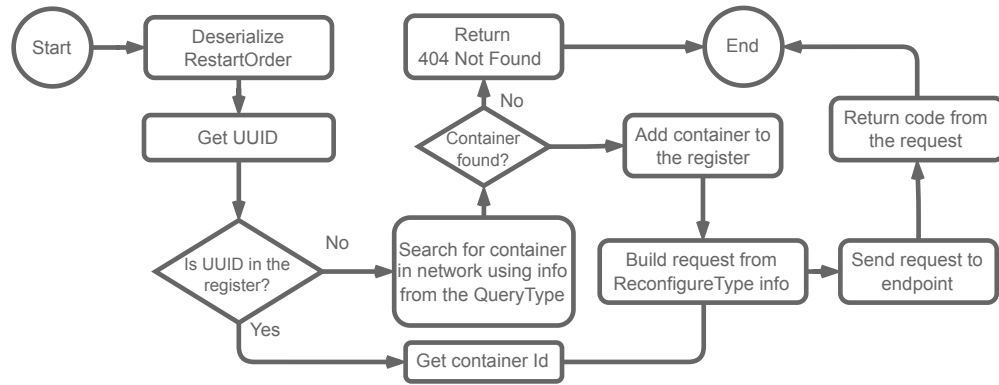 Start
Deserialize
RestartOrder
Get UUID
Is UUID in the
register?
No
Yes
Search for container
in network using info
from the QueryType
Container
found?
No
Return
404 Not Found
End
Add container to
the register
Get container Id
Build request from
ReconfigureType info
Send request to
endpoint
Return code from
the request